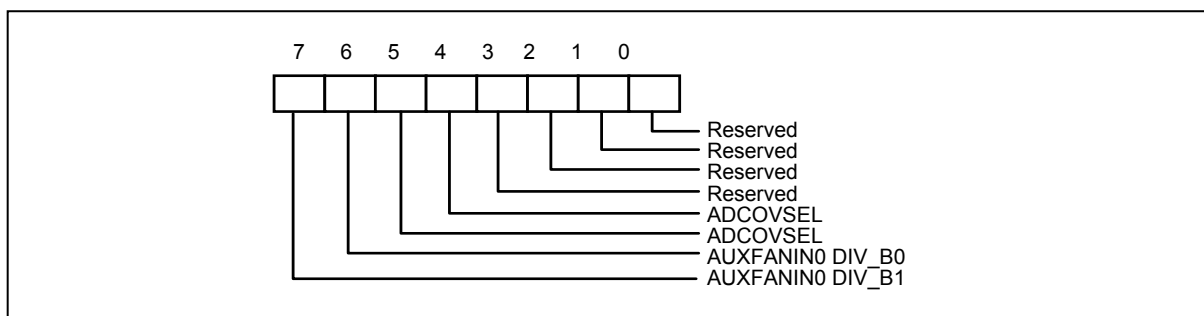 7 6 5 4 3 2 1 0
Reserved
Reserved
Reserved
Reserved
ADCOVSEL
ADCOVSEL
AUXFANIN0 DIV_B0
AUXFANIN0 DIV_B1